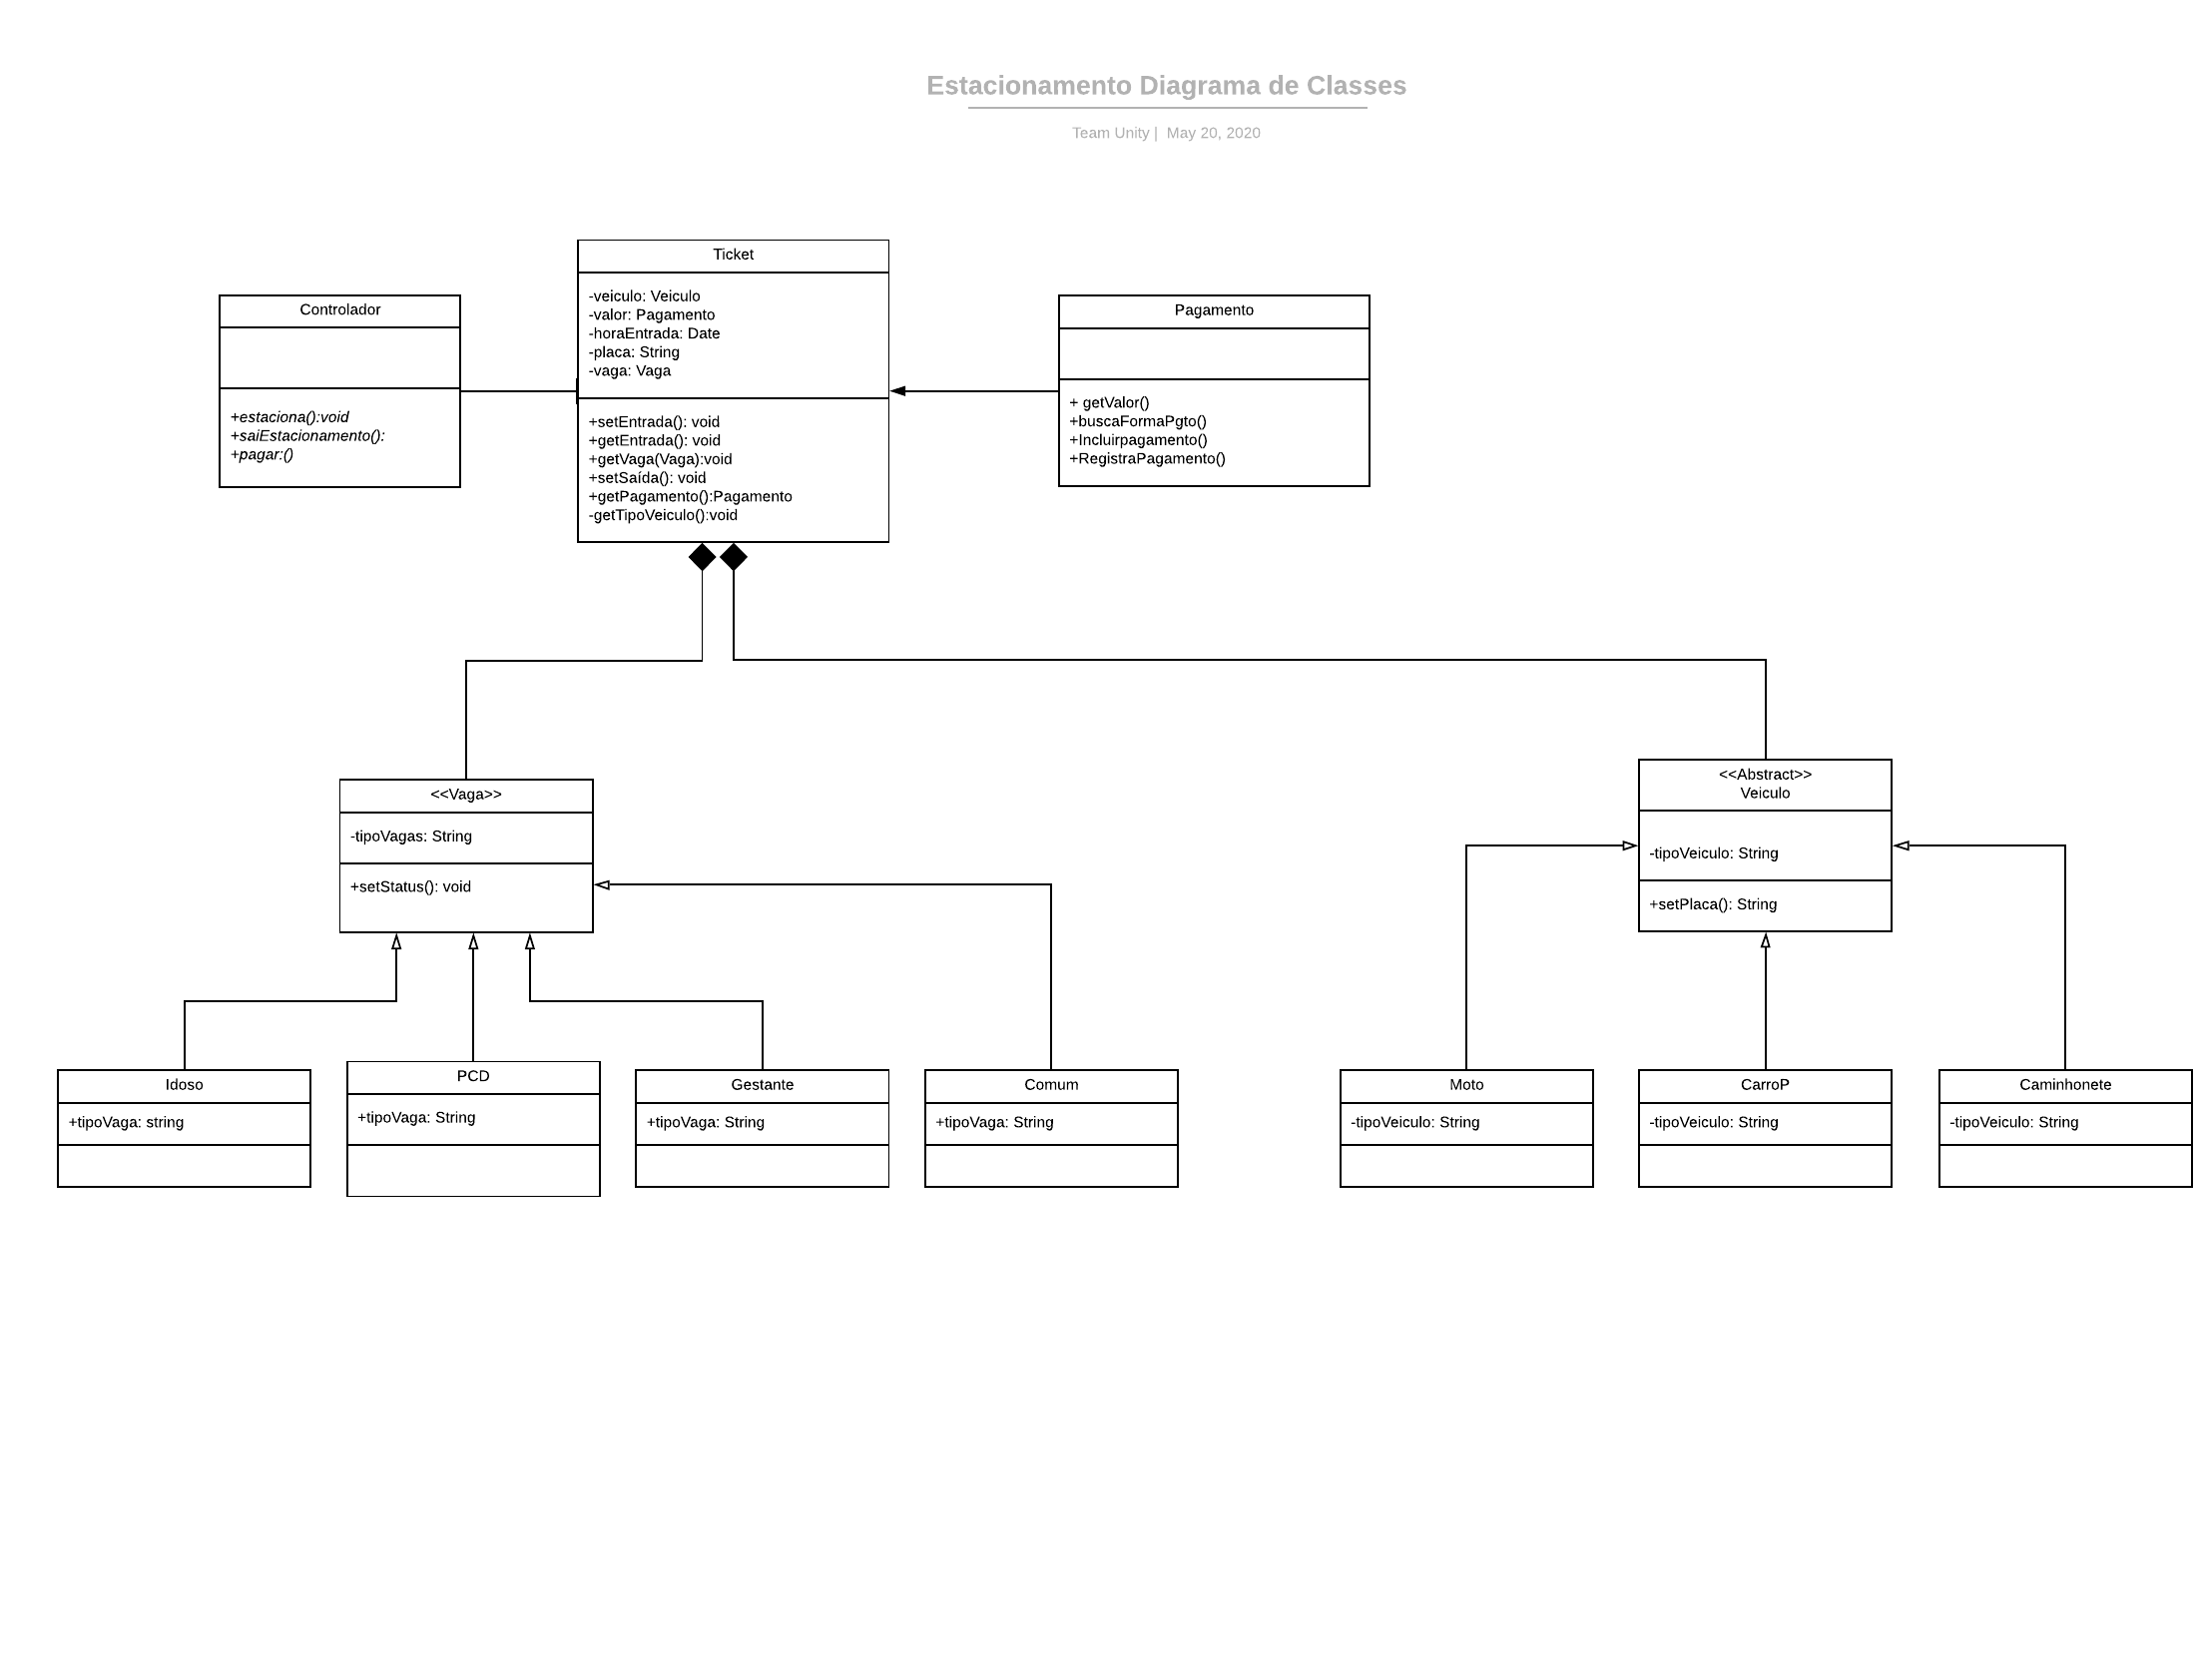 Estacionamento Diagrama de Classes
Team Unity | May 20, 2020
Ticket
-veiculo: Veiculo
-valor: Pagamento
-horaEntrada: Date
-placa: String
-vaga: Vaga
+setEntrada(): void
+getEntrada(): void
+getVaga(Vaga):void
+setSaída(): void
+getPagamento():Pagamento
-getTipoVeiculo():void
Controlador
+estaciona():void
+saiEstacionamento():
+pagar:()
Pagamento
+ getValor()
+buscaFormaPgto()
+Incluirpagamento()
+RegistraPagamento()
<<Vaga>>
-tipoVagas: String
+setStatus(): void
<<Abstract>>
Veiculo
-tipoVeiculo: String
+setPlaca(): String
Idoso
+tipoVaga: string
PCD
+tipoVaga: String
Gestante
+tipoVaga: String
Comum
+tipoVaga: String
Moto
-tipoVeiculo: String
CarroP
-tipoVeiculo: String
Caminhonete
-tipoVeiculo: String